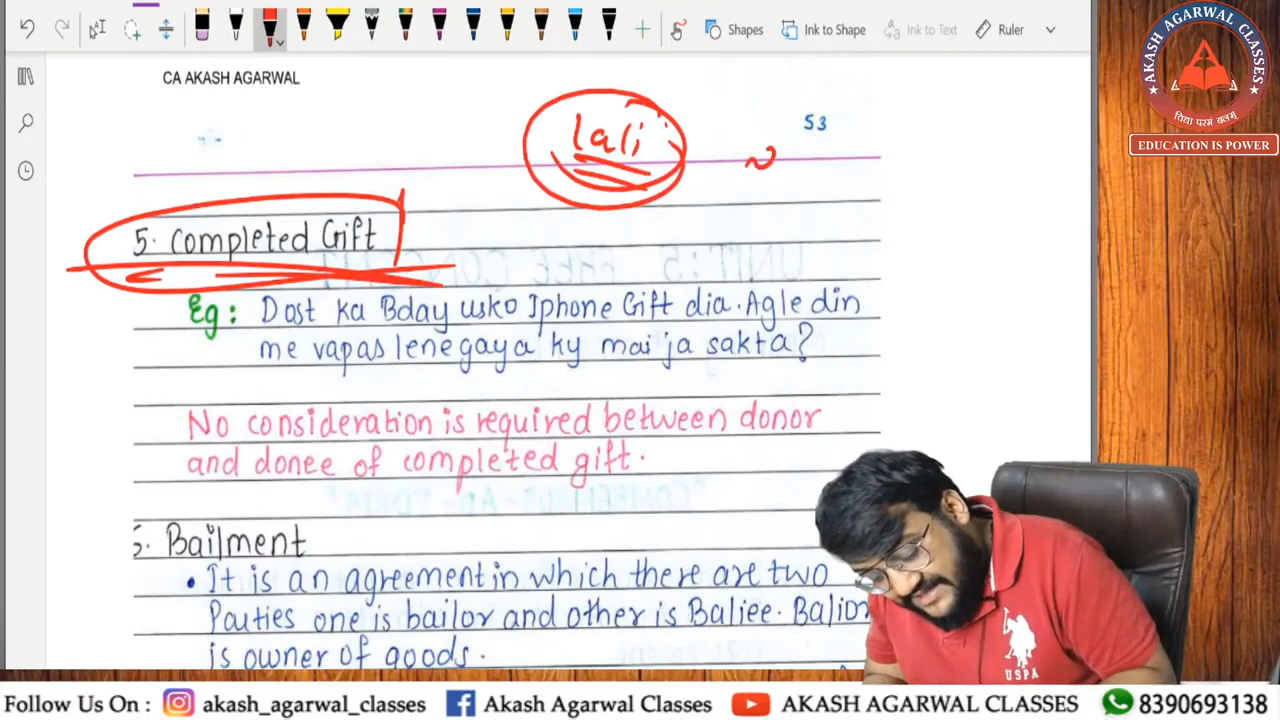 Shapes
Ink to Shape
Ink to Text
Ruler
CA AKASH AGARWAL
lali
53
5. Completed Gift
Eg: Dost ka Bday usko Iphone Gift dia. Agle din
me vapas lene gaya ky mai ja sakta?
No consideration is required between donor
and donee of completed gift.
6. Bailment
• It is an agreement in which there are two
Parties one is bailor and other is Baliee. Balior
is owner of goods.
AKASH AGARWAL CLASSES
विद्या परमं बलम्
EDUCATION IS POWER
USPA
Follow Us On : akash_agarwal_classes Akash Agarwal Classes AKASH AGARWAL CLASSES 8390693138